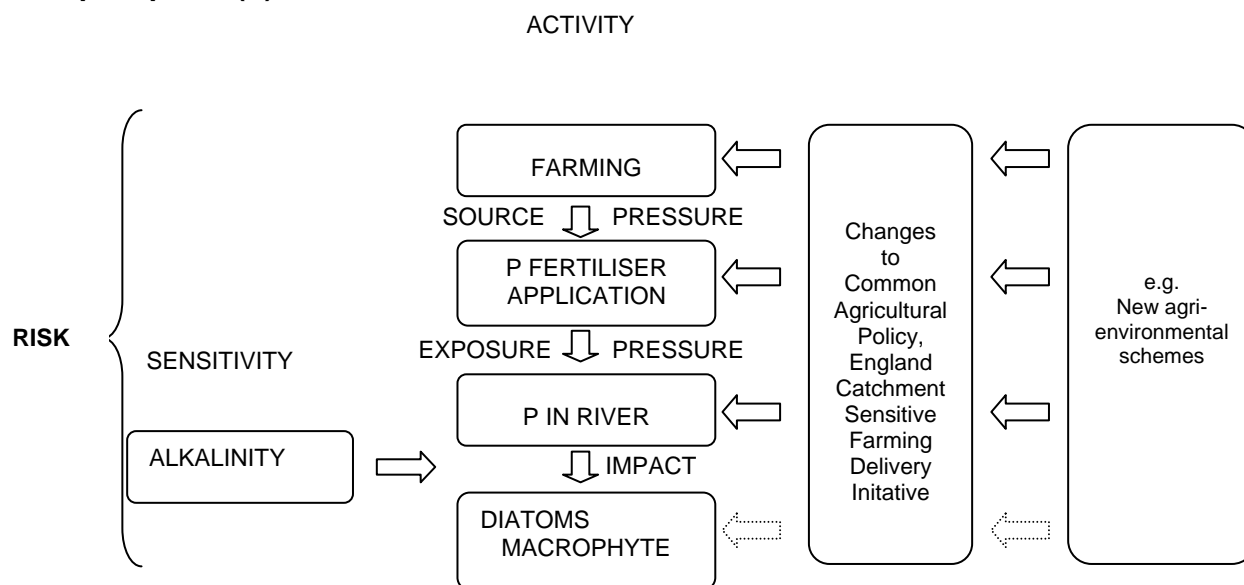 ACTIVITY
FARMING
SOURCE PRESSURE
P FERTILISER
APPLICATION
EXPOSURE PRESSURE
P IN RIVER
IMPACT
DIATOMS
MACROPHYTE
RISK
SENSITIVITY
ALKALINITY
Changes
to
Common
Agricultural
Policy,
England
Catchment
Sensitive
Farming
Delivery
Initative
e.g.
New agri-
environmental
schemes